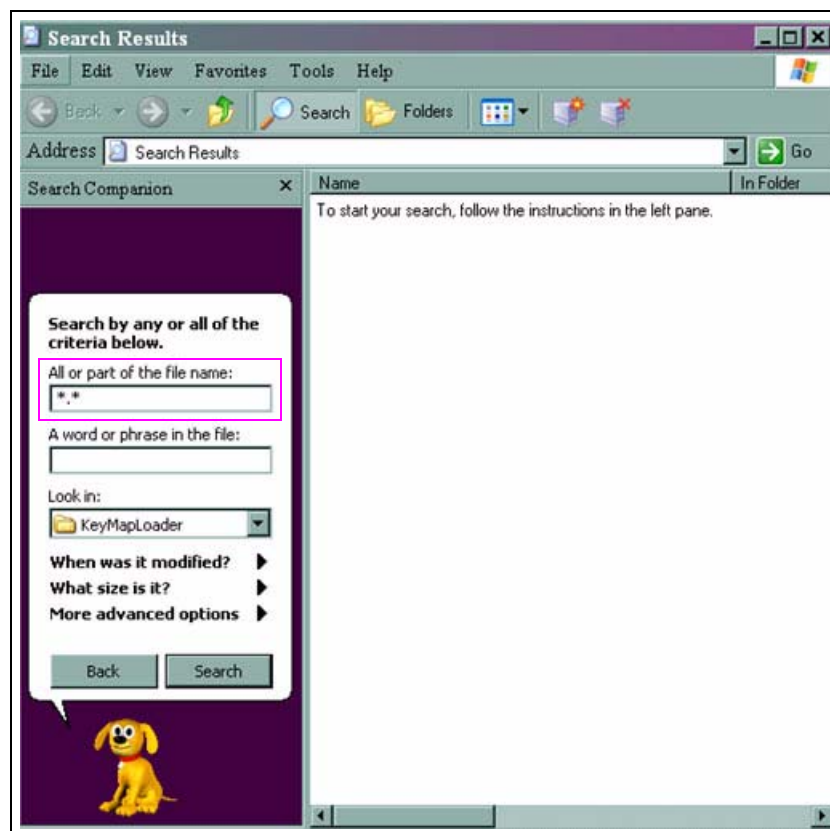 Search Results
File Edit View Favorites Tools Help
Back Search Folders
Address Search Results Go
Search Companion
Name In Folder
To start your search, follow the instructions in the left pane.
Search by any or all of the
criteria below.
All or part of the file name:
*.*
A word or phrase in the file:
Look in:
KeyMapLoader
When was it modified?
What size is it?
More advanced options
Back Search